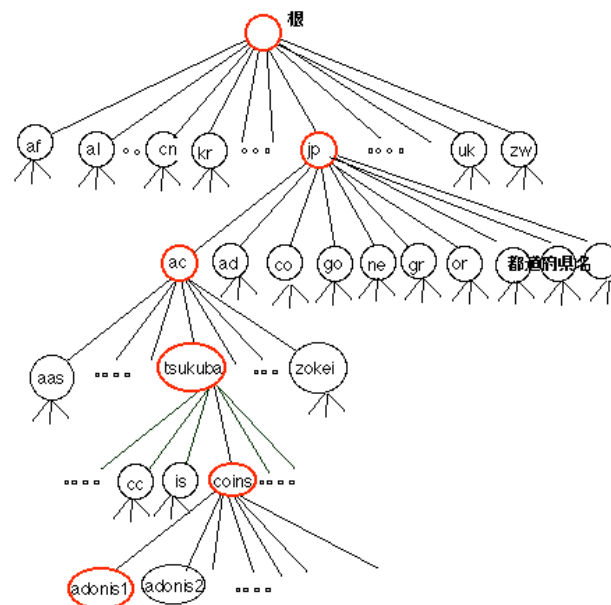 根
af al cn kr jp uk zw
ac ad co go ne gr or 都道府県名
aas tsukuba zokei
cc is coins
adonis1 adonis2